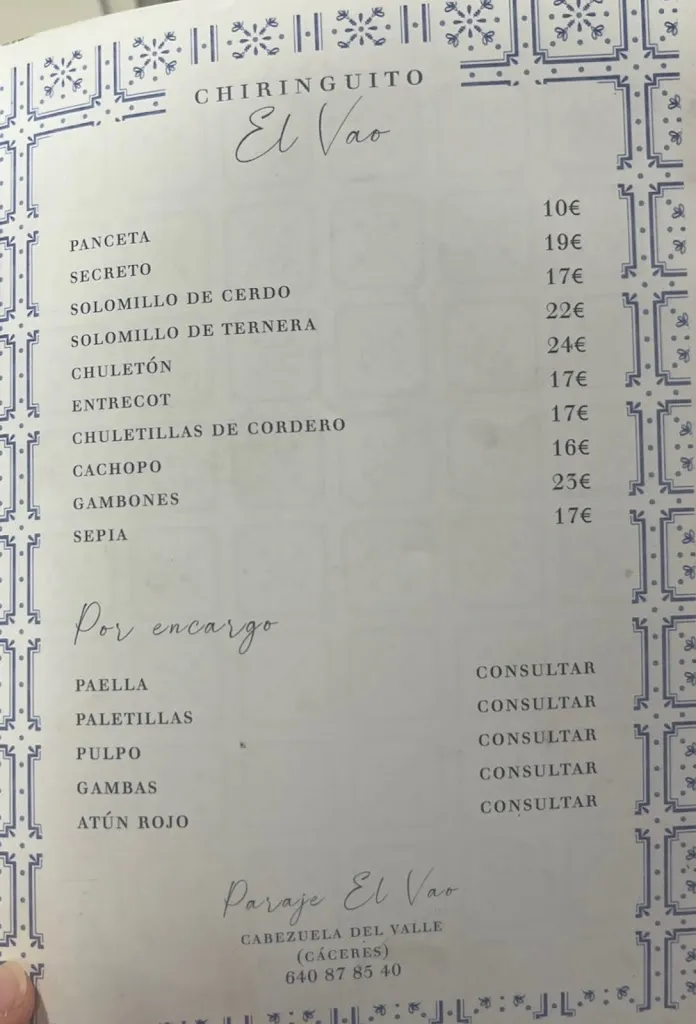 CHIRINGUITO
El Vao
PANCETA 10€
SECRETO 19€
SOLOMILLO DE CERDO 17€
SOLOMILLO DE TERNERA 22€
CHULETÓN 24€
ENTRECOT 17€
CHULETILLAS DE CORDERO 17€
CACHOPO 16€
GAMBONES 23€
SEPIA 17€
Por encargo
PAELLA CONSULTAR
PALETILLAS CONSULTAR
PULPO CONSULTAR
GAMBAS CONSULTAR
ATÚN ROJO CONSULTAR
Paraje El Vao
CABEZUELA DEL VALLE
(CÁCERES)
640 87 85 40